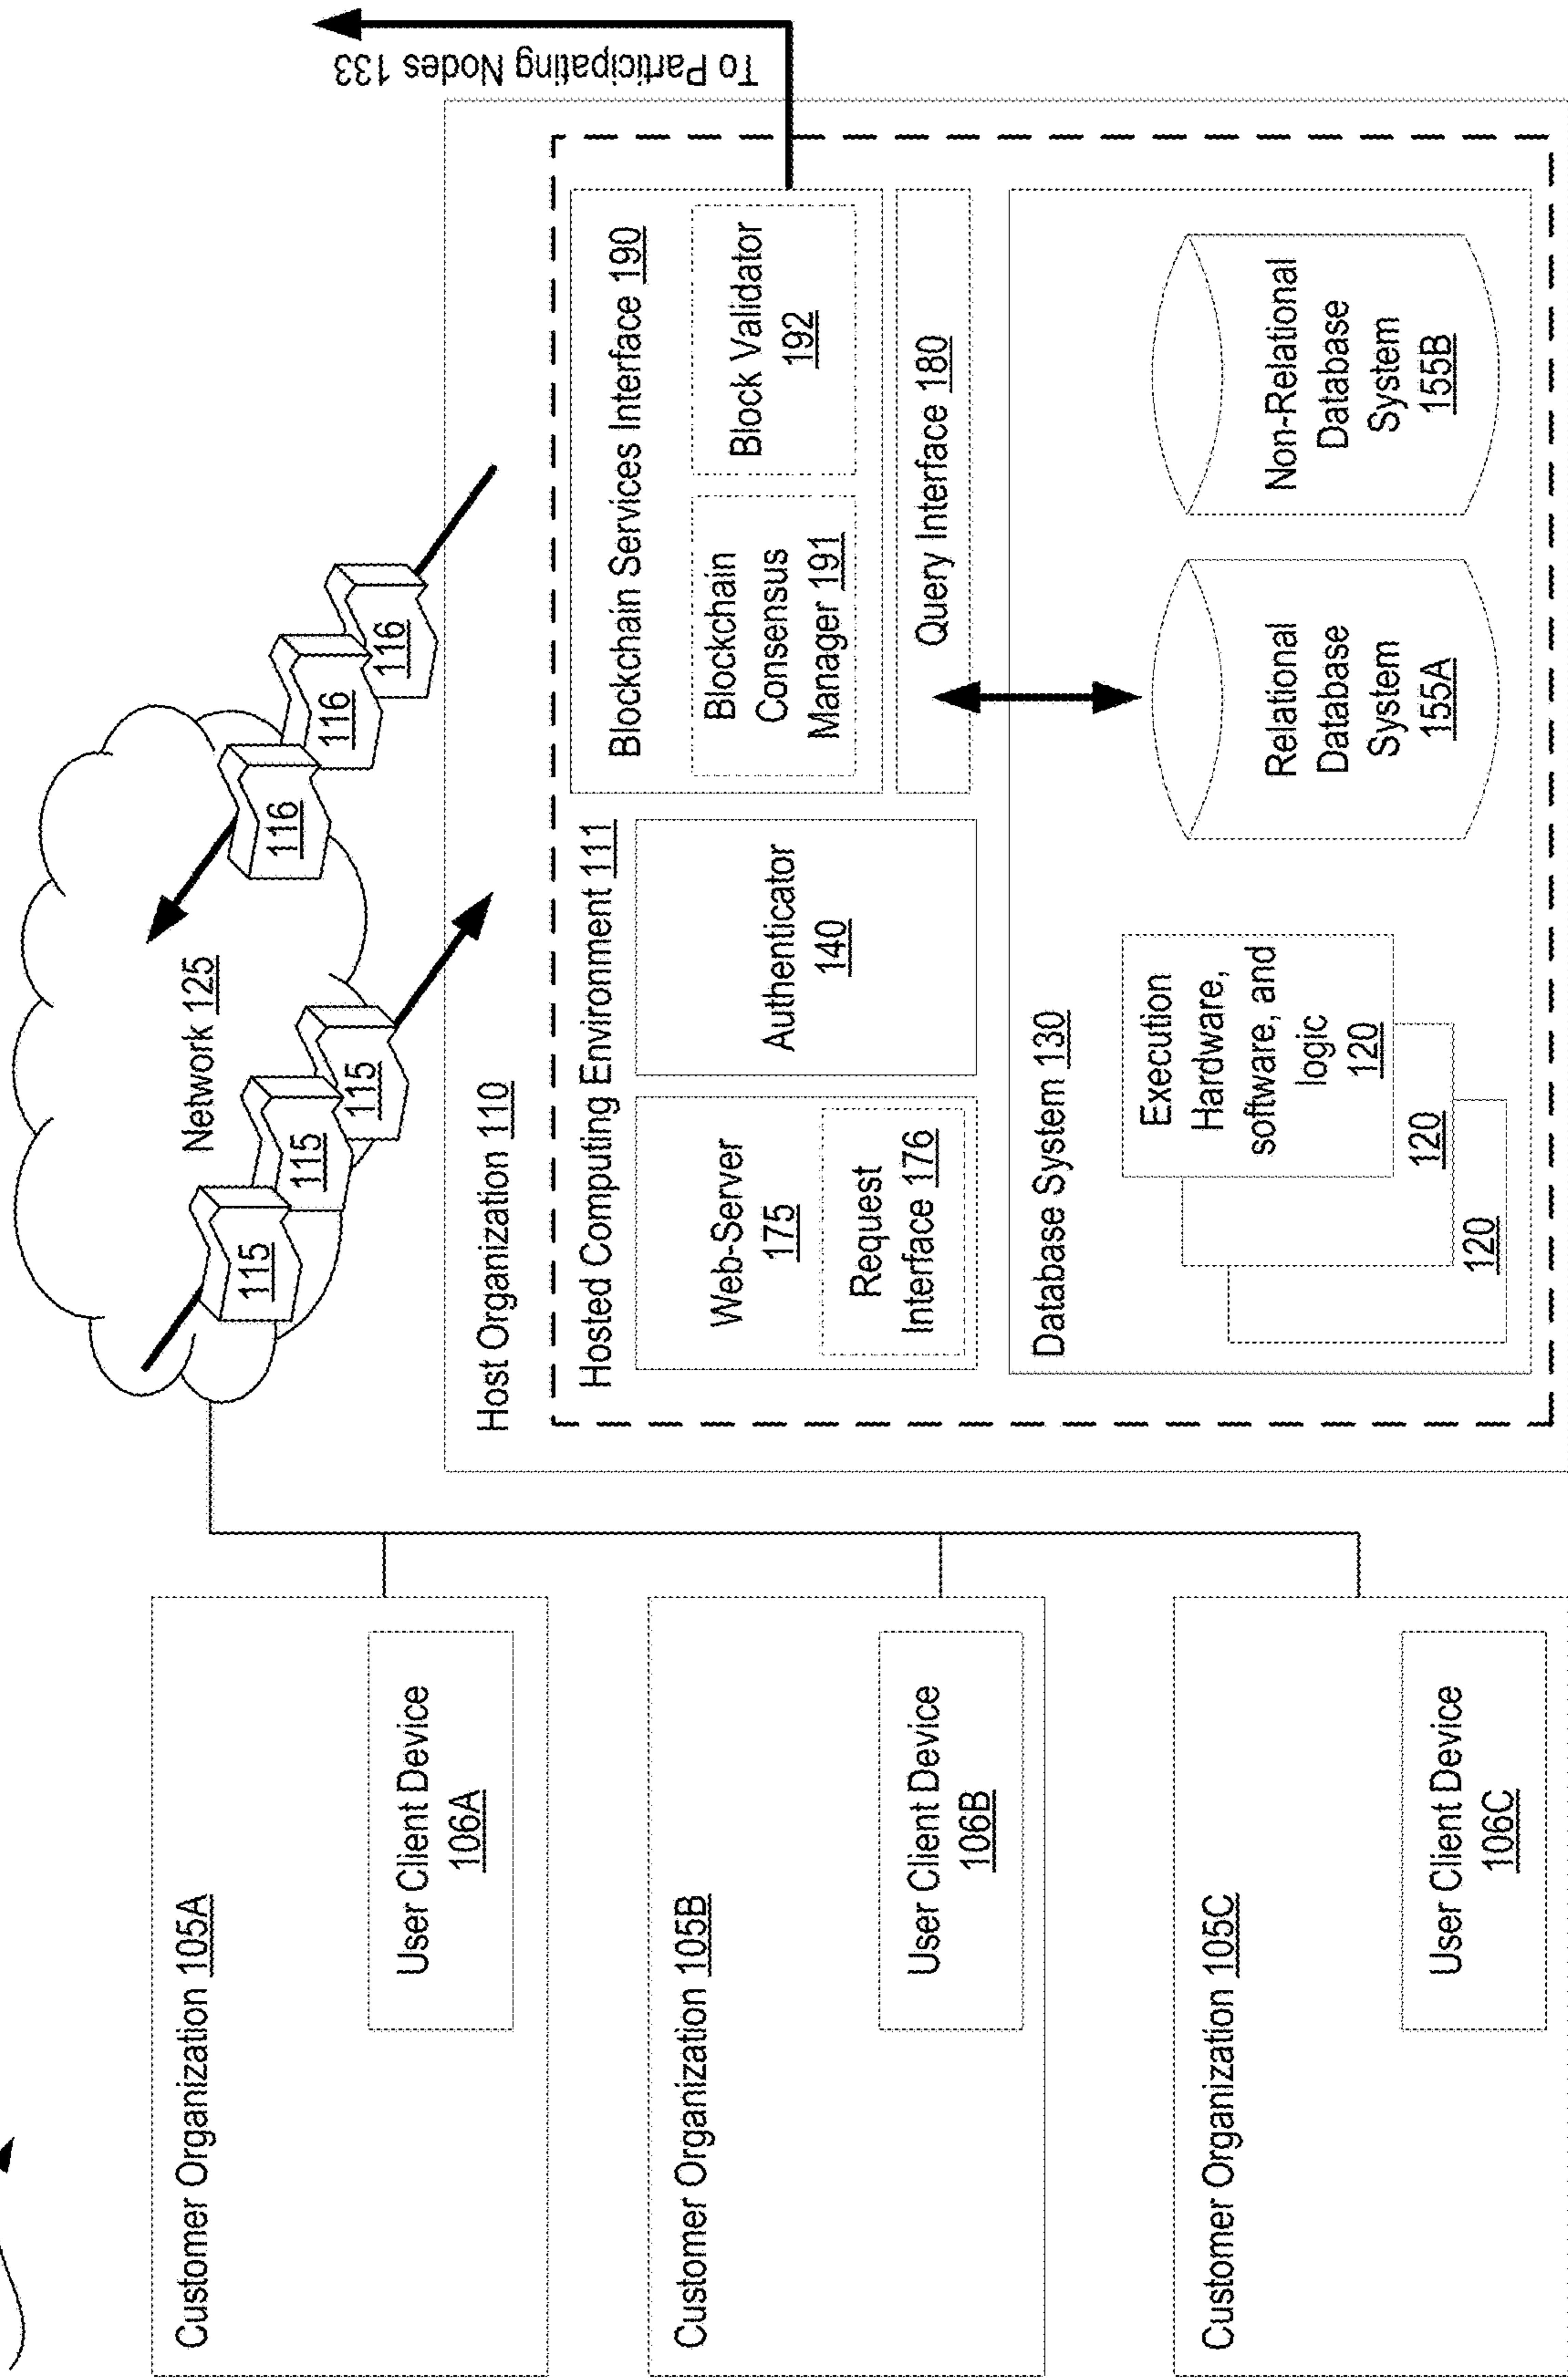 Network 125
115
115
115
116
116
116
To Participating Nodes 133
Customer Organization 105A
User Client Device
106A
Customer Organization 105B
User Client Device
106B
Customer Organization 105C
User Client Device
106C
Host Organization 110
Hosted Computing Environment 111
Web-Server
175
Request
Interface 176
Authenticator
140
Blockchain Services Interface 190
Blockchain
Consensus
Manager 191
Block Validator
192
Query Interface 180
Database System 130
Execution
Hardware,
software, and
logic
120
120
120
Relational
Database
System
155A
Non-Relational
Database
System
155B